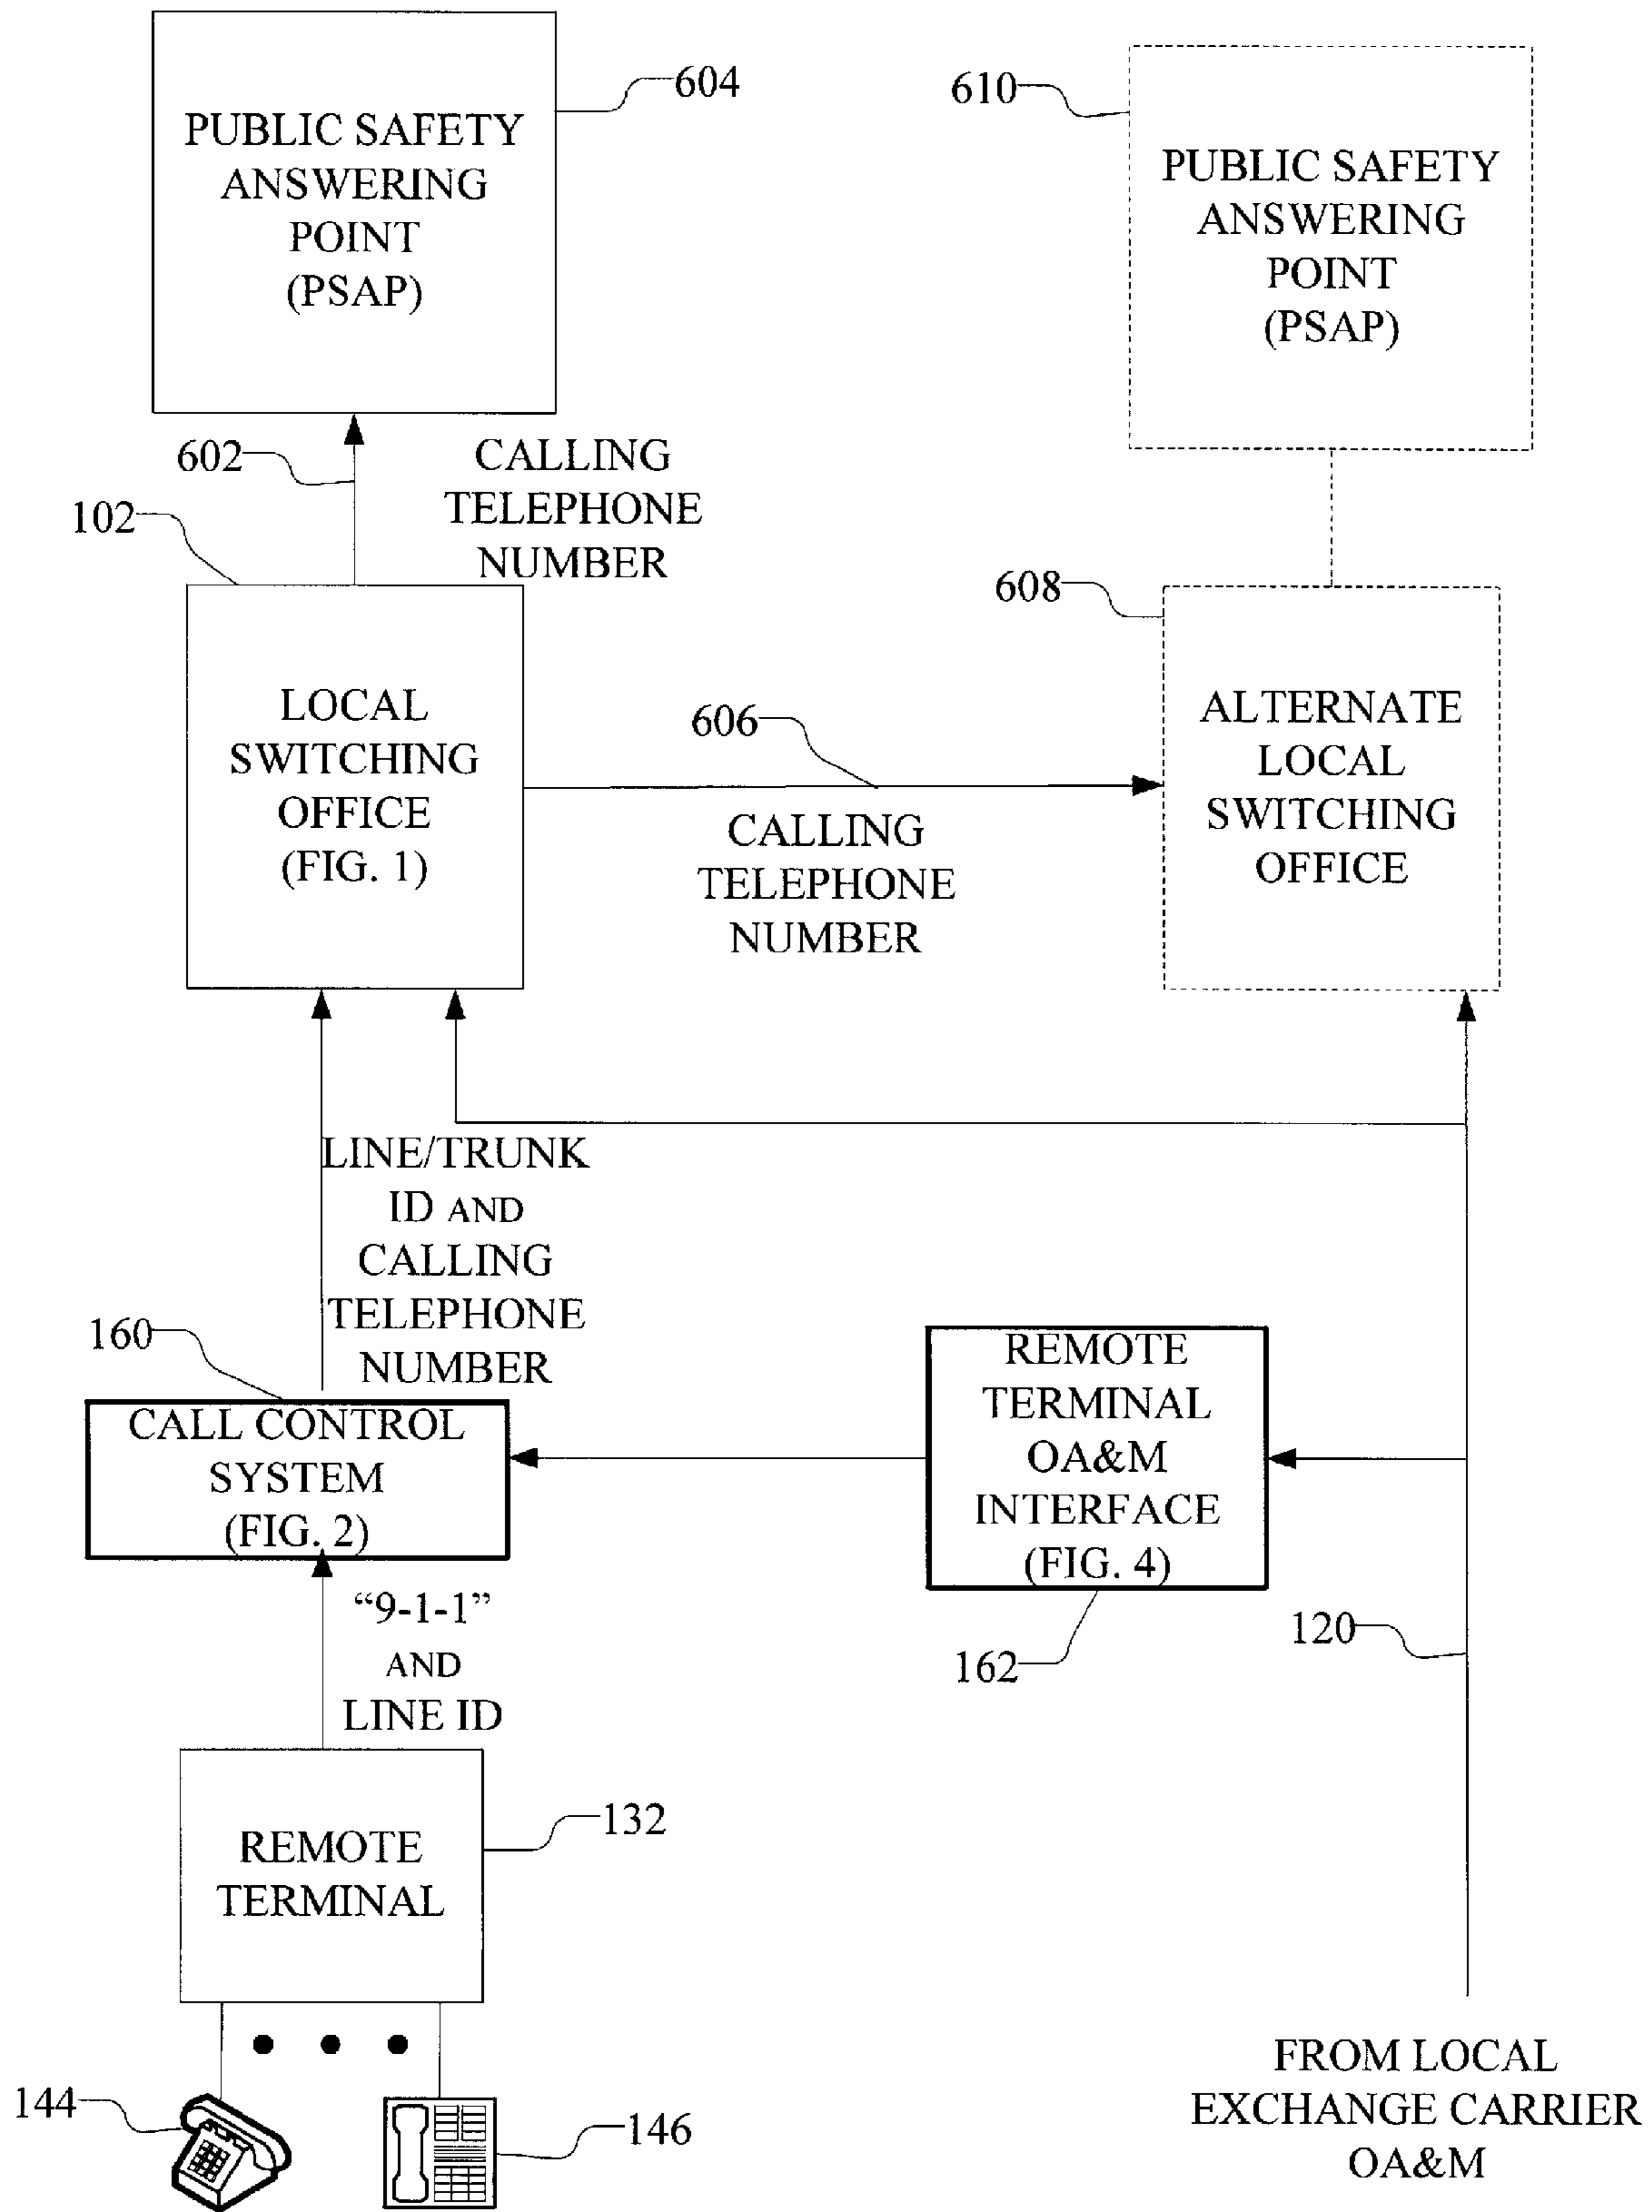 604
PUBLIC SAFETY
ANSWERING
POINT
(PSAP)
610
PUBLIC SAFETY
ANSWERING
POINT
(PSAP)
602
CALLING
TELEPHONE
NUMBER
102
LOCAL
SWITCHING
OFFICE
(FIG. 1)
606
CALLING
TELEPHONE
NUMBER
608
ALTERNATE
LOCAL
SWITCHING
OFFICE
LINE/TRUNK
ID AND
CALLING
TELEPHONE
NUMBER
160
CALL CONTROL
SYSTEM
(FIG. 2)
REMOTE
TERMINAL
OA&M
INTERFACE
(FIG. 4)
162
120
“9-1-1”
AND
LINE ID
REMOTE
TERMINAL
132
144
146
FROM LOCAL
EXCHANGE CARRIER
OA&M